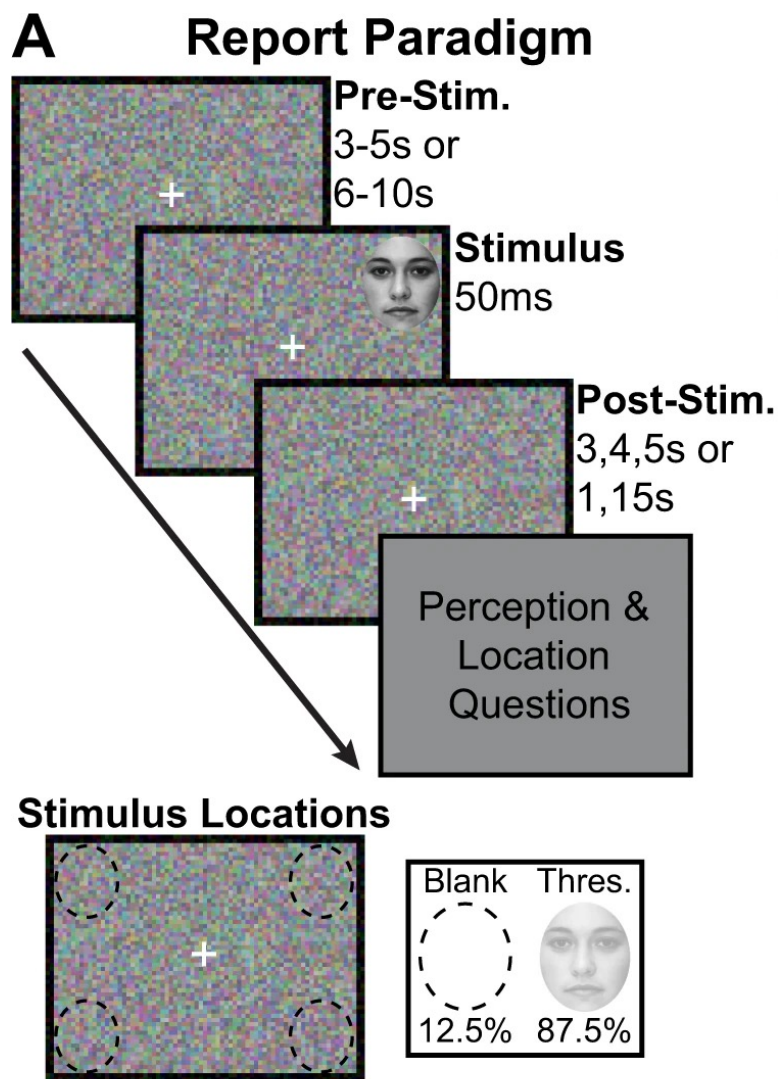 A Report Paradigm
Pre-Stim.
3-5s or
6-10s
Stimulus
50ms
Post-Stim.
3,4,5s or
1,15s
Perception &
Location
Questions
Stimulus Locations
Blank Thres.
12.5% 87.5%